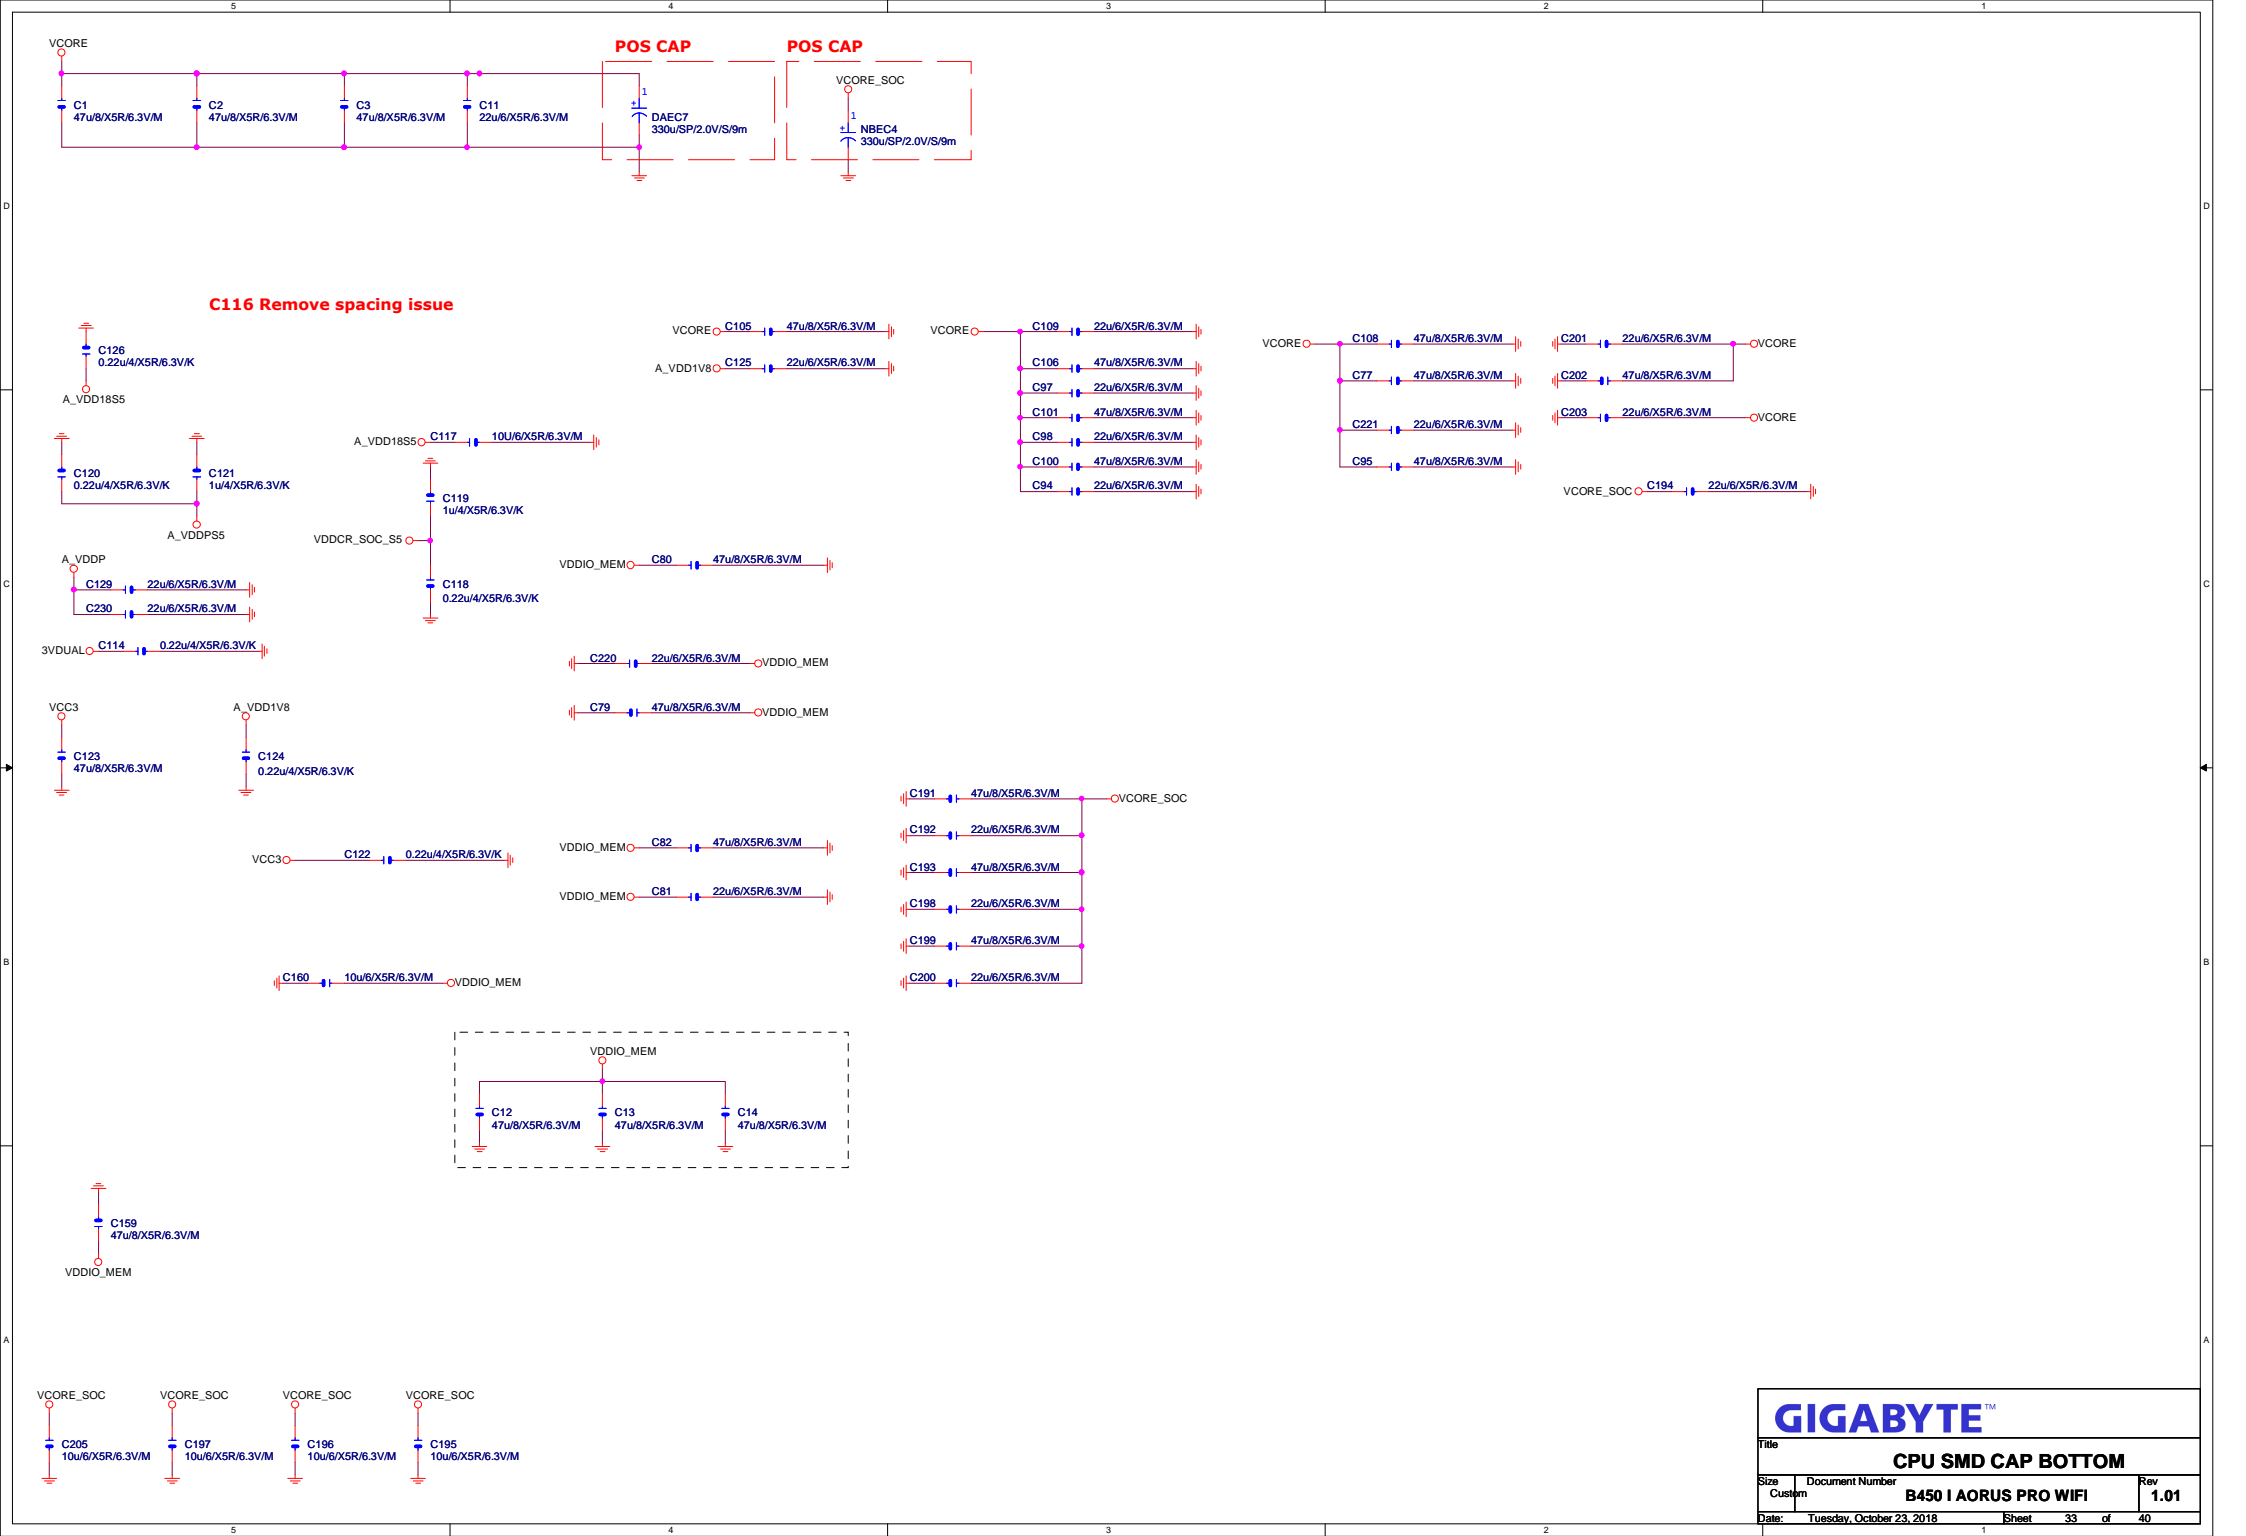 5 4 3 2 1
VCORE
C1
47u/8/X5R/6.3V/M
C2
47u/8/X5R/6.3V/M
C3
47u/8/X5R/6.3V/M
C11
22u/6/X5R/6.3V/M
POS CAP
1
+
DAEC7
330u/SP/2.0V/S/9m
POS CAP
VCORE_SOC
1
+
NBEC4
330u/SP/2.0V/S/9m
D D
C116 Remove spacing issue
C126
0.22u/4/X5R/6.3V/K
A_VDD18S5
VCORE C105 47u/8/X5R/6.3V/M
A_VDD1V8 C125 22u/6/X5R/6.3V/M
VCORE C109 22u/6/X5R/6.3V/M
C106 47u/8/X5R/6.3V/M
C97 22u/6/X5R/6.3V/M
C101 47u/8/X5R/6.3V/M
C98 22u/6/X5R/6.3V/M
C100 47u/8/X5R/6.3V/M
C94 22u/6/X5R/6.3V/M
VCORE C108 47u/8/X5R/6.3V/M
C77 47u/8/X5R/6.3V/M
C221 22u/6/X5R/6.3V/M
C95 47u/8/X5R/6.3V/M
C201 22u/6/X5R/6.3V/M VCORE
C202 47u/8/X5R/6.3V/M
C203 22u/6/X5R/6.3V/M VCORE
VCORE_SOC C194 22u/6/X5R/6.3V/M
C120
0.22u/4/X5R/6.3V/K
C121
1u/4/X5R/6.3V/K
A_VDDPS5
A_VDD18S5 C117 10U/6/X5R/6.3V/M
C119
1u/4/X5R/6.3V/K
VDDCR_SOC_S5
C118
0.22u/4/X5R/6.3V/K
A_VDDP
C129 22u/6/X5R/6.3V/M
C230 22u/6/X5R/6.3V/M
C C
3VDUAL C114 0.22u/4/X5R/6.3V/K
VDDIO_MEM C80 47u/8/X5R/6.3V/M
C220 22u/6/X5R/6.3V/M VDDIO_MEM
C79 47u/8/X5R/6.3V/M VDDIO_MEM
VCC3
C123
47u/8/X5R/6.3V/M
A_VDD1V8
C124
0.22u/4/X5R/6.3V/K
VCC3 C122 0.22u/4/X5R/6.3V/K
VDDIO_MEM C82 47u/8/X5R/6.3V/M
VDDIO_MEM C81 22u/6/X5R/6.3V/M
C191 47u/8/X5R/6.3V/M VCORE_SOC
C192 22u/6/X5R/6.3V/M
C193 47u/8/X5R/6.3V/M
C198 22u/6/X5R/6.3V/M
C199 47u/8/X5R/6.3V/M
C200 22u/6/X5R/6.3V/M
B B
C160 10u/6/X5R/6.3V/M VDDIO_MEM
VDDIO_MEM
C12
47u/8/X5R/6.3V/M
C13
47u/8/X5R/6.3V/M
C14
47u/8/X5R/6.3V/M
C159
47u/8/X5R/6.3V/M
VDDIO_MEM
A A
VCORE_SOC
C205
10u/6/X5R/6.3V/M
VCORE_SOC
C197
10u/6/X5R/6.3V/M
VCORE_SOC
C196
10u/6/X5R/6.3V/M
VCORE_SOC
C195
10u/6/X5R/6.3V/M
GIGABYTE™
Title
CPU SMD CAP BOTTOM
Size Document Number Rev
Custom B450 I AORUS PRO WIFI 1.01
Date: Tuesday, October 23, 2018 Sheet 33 of 40
5 4 3 2 1